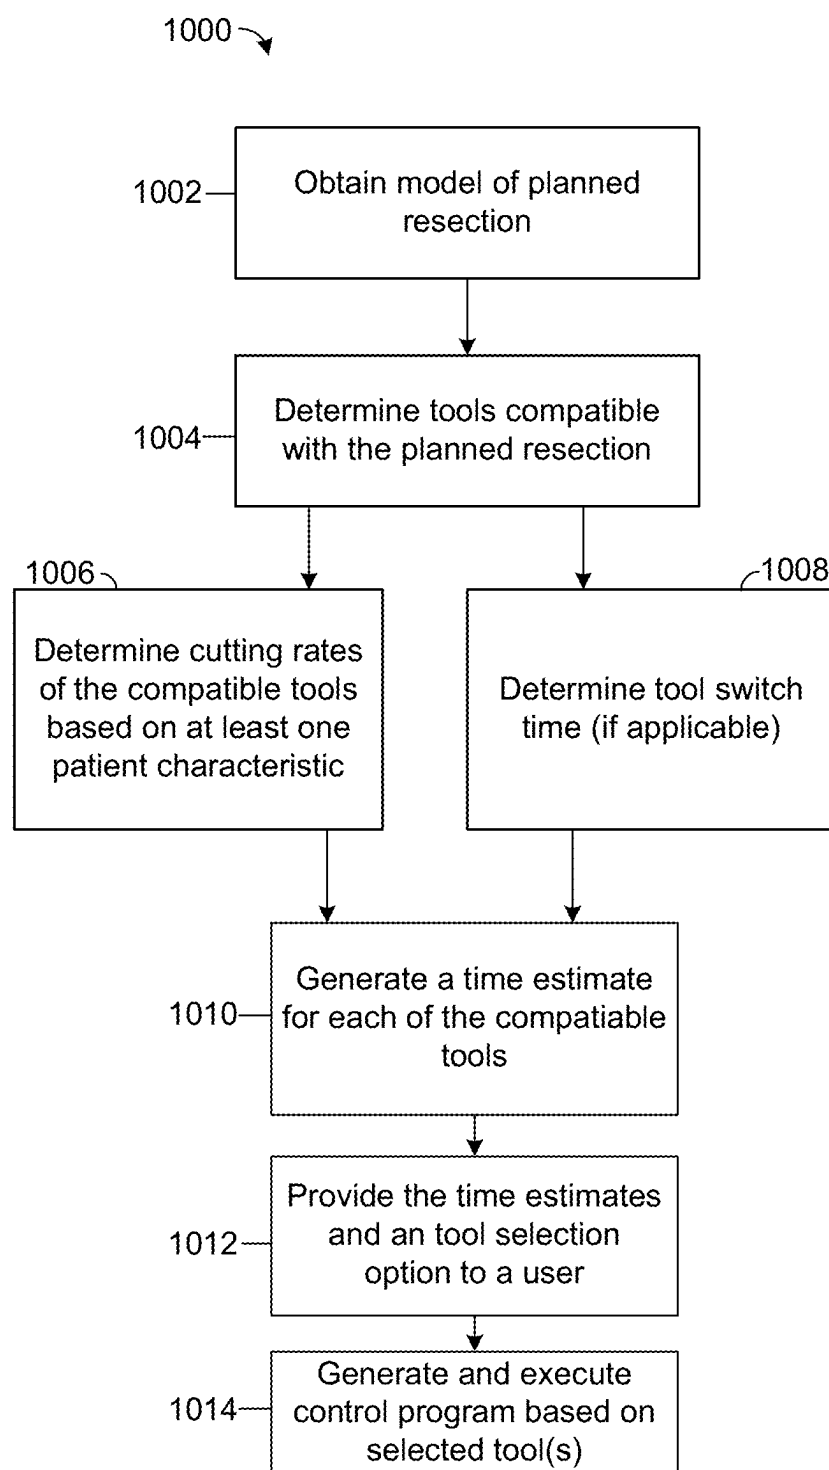 1000
1002
Obtain model of planned
resection
1004
Determine tools compatible
with the planned resection
1006
Determine cutting rates
of the compatible tools
based on at least one
patient characteristic
1008
Determine tool switch
time (if applicable)
1010
Generate a time estimate
for each of the compatiable
tools
1012
Provide the time estimates
and an tool selection
option to a user
1014
Generate and execute
control program based on
selected tool(s)